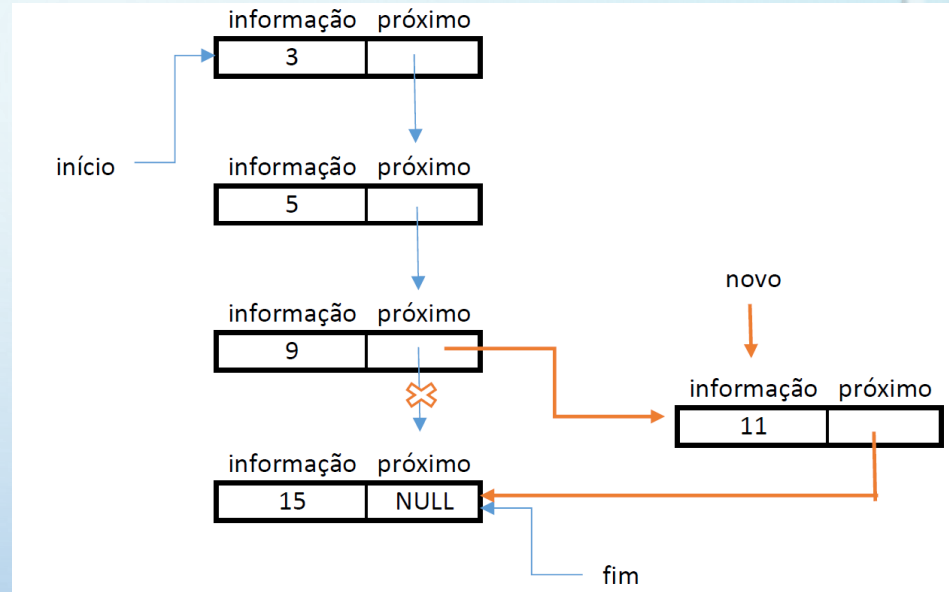 informação próximo
3
início
informação próximo
5
novo
informação próximo
9
informação próximo
11
informação próximo
15 NULL
fim